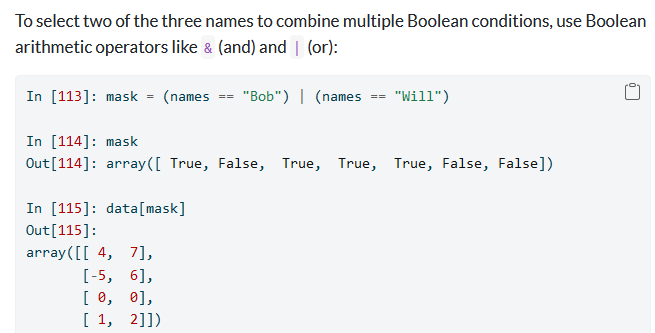 To select two of the three names to combine multiple Boolean conditions, use Boolean
arithmetic operators like & (and) and | (or):
In [113]: mask = (names == "Bob") | (names == "Will")
In [114]: mask
Out[114]: array([ True, False,  True,  True,  True, False, False])
In [115]: data[mask]
Out[115]:
array([[ 4,  7],
       [-5,  6],
       [ 0,  0],
       [ 1,  2]])